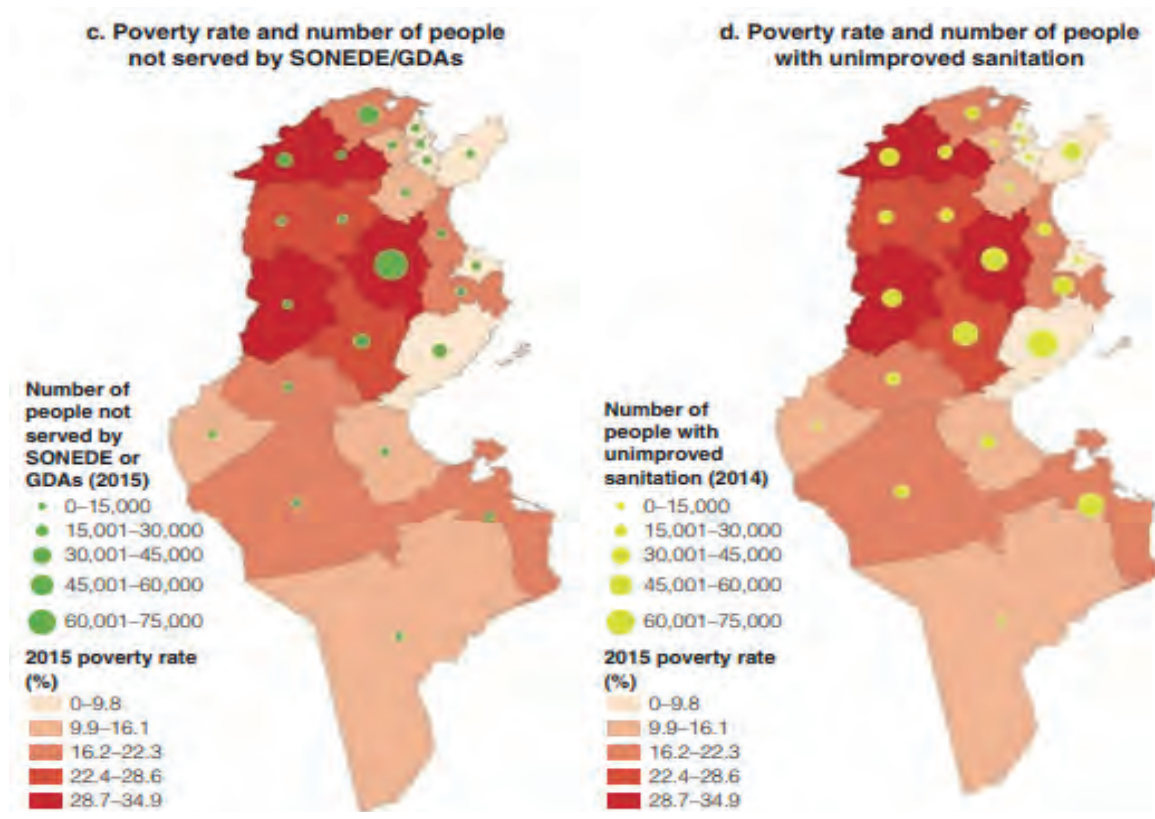 c. Poverty rate and number of people
not served by SONEDE/GDAs
Number of
people not
served by
SONEDE or
GDAs (2015)
0–15,000
15,001–30,000
30,001–45,000
45,001–60,000
60,001–75,000
2015 poverty rate
(%)
0–9.8
9.9–16.1
16.2–22.3
22.4–28.6
28.7–34.9
d. Poverty rate and number of people
with unimproved sanitation
Number of
people with
unimproved
sanitation (2014)
0–15,000
15,001–30,000
30,001–45,000
45,001–60,000
60,001–75,000
2015 poverty rate
(%)
0–9.8
9.9–16.1
16.2–22.3
22.4–28.6
28.7–34.9